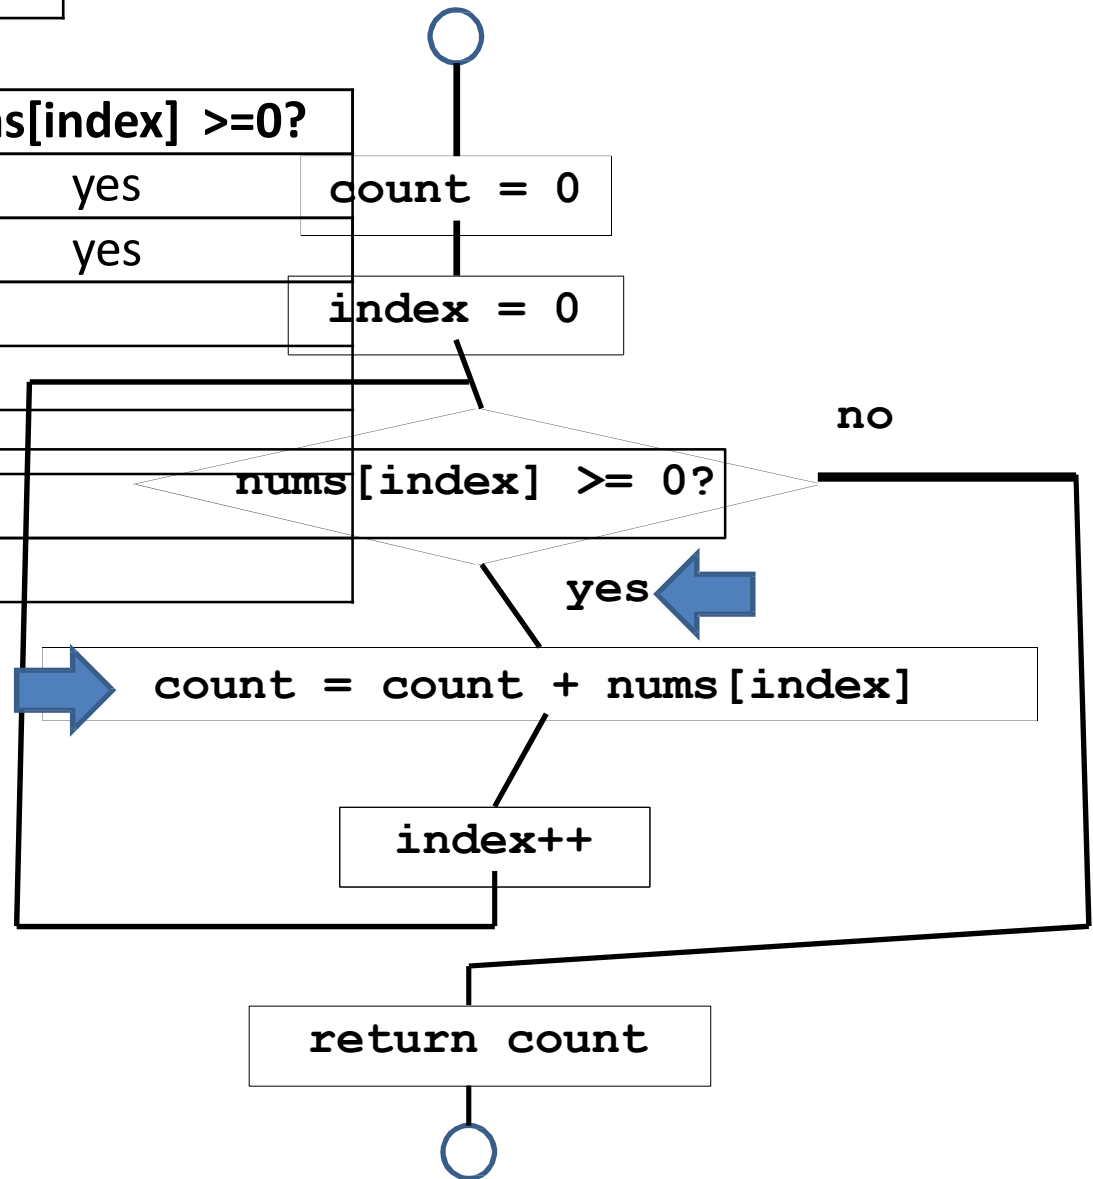 s[index] >=0?
yes
yes
count = 0
index = 0
no
nums[index] >= 0?
yes
count = count + nums[index]
index++
return count